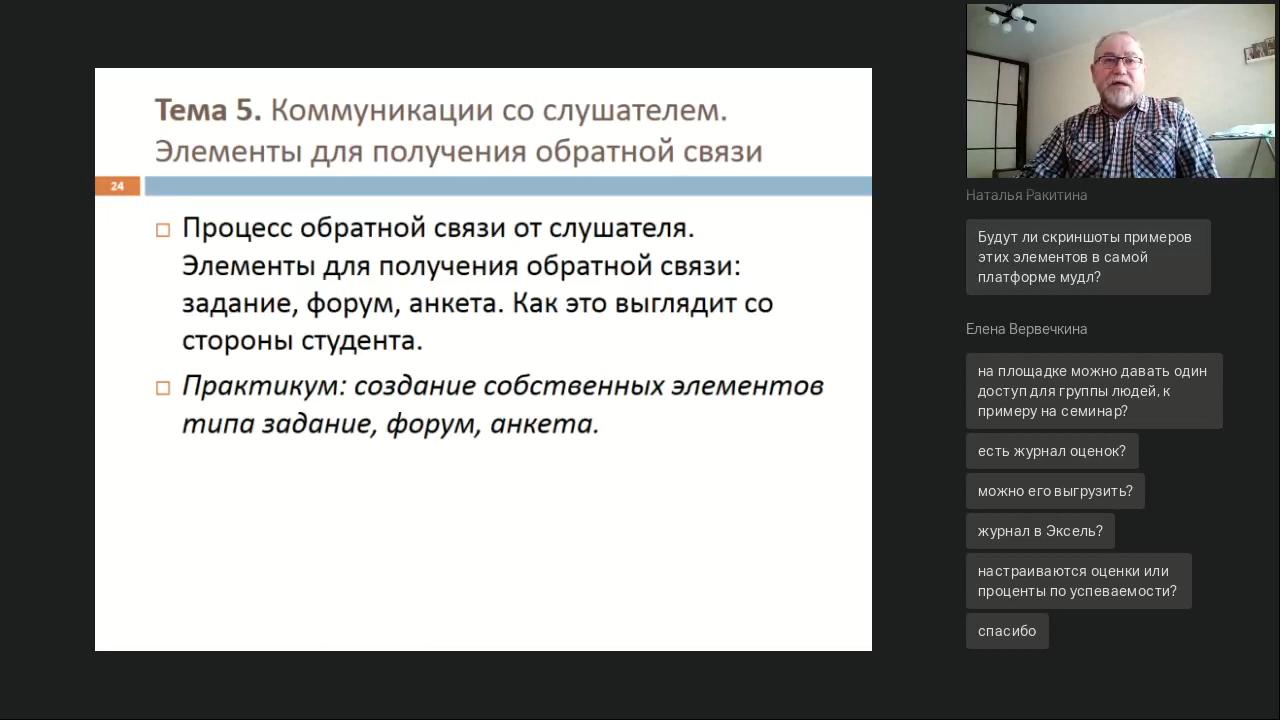 Тема 5. Коммуникации со слушателем.
Элементы для получения обратной связи
24
Процесс обратной связи от слушателя.
Элементы для получения обратной связи:
задание, форум, анкета. Как это выглядит со
стороны студента.
Практикум: создание собственных элементов
типа задание, форум, анкета.
Наталья Ракитина
Будут ли скриншоты примеров
этих элементов в самой
платформе мудл?
Елена Вервечкина
на площадке можно давать один
доступ для группы людей, к
примеру на семинар?
есть журнал оценок?
можно его выгрузить?
журнал в Эксель?
настраиваются оценки или
проценты по успеваемости?
спасибо